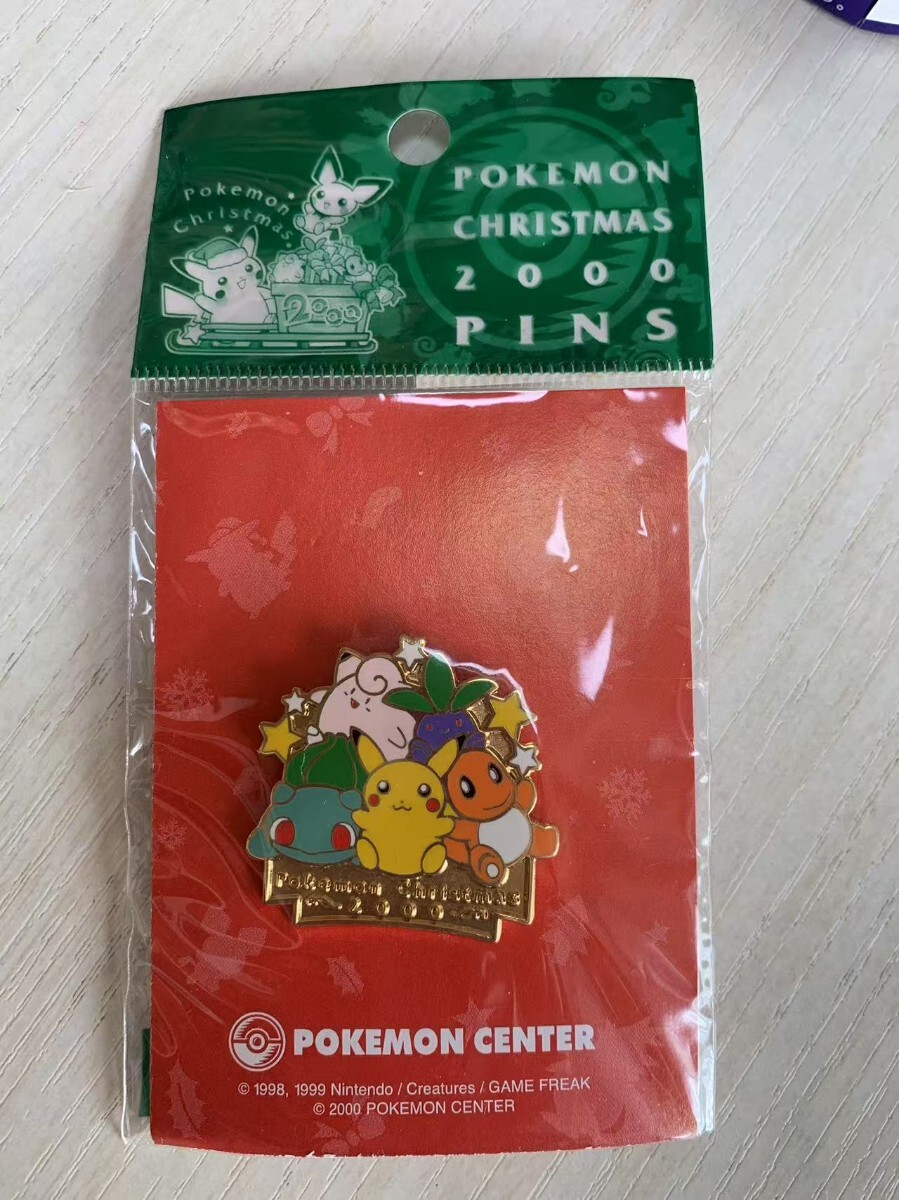 Pokemon
Christmas
2000
POKEMON
CHRISTMAS
2000
PINS
Pokemon Christmas
2000
POKEMON CENTER
© 1998, 1999 Nintendo / Creatures / GAME FREAK
© 2000 POKEMON CENTER